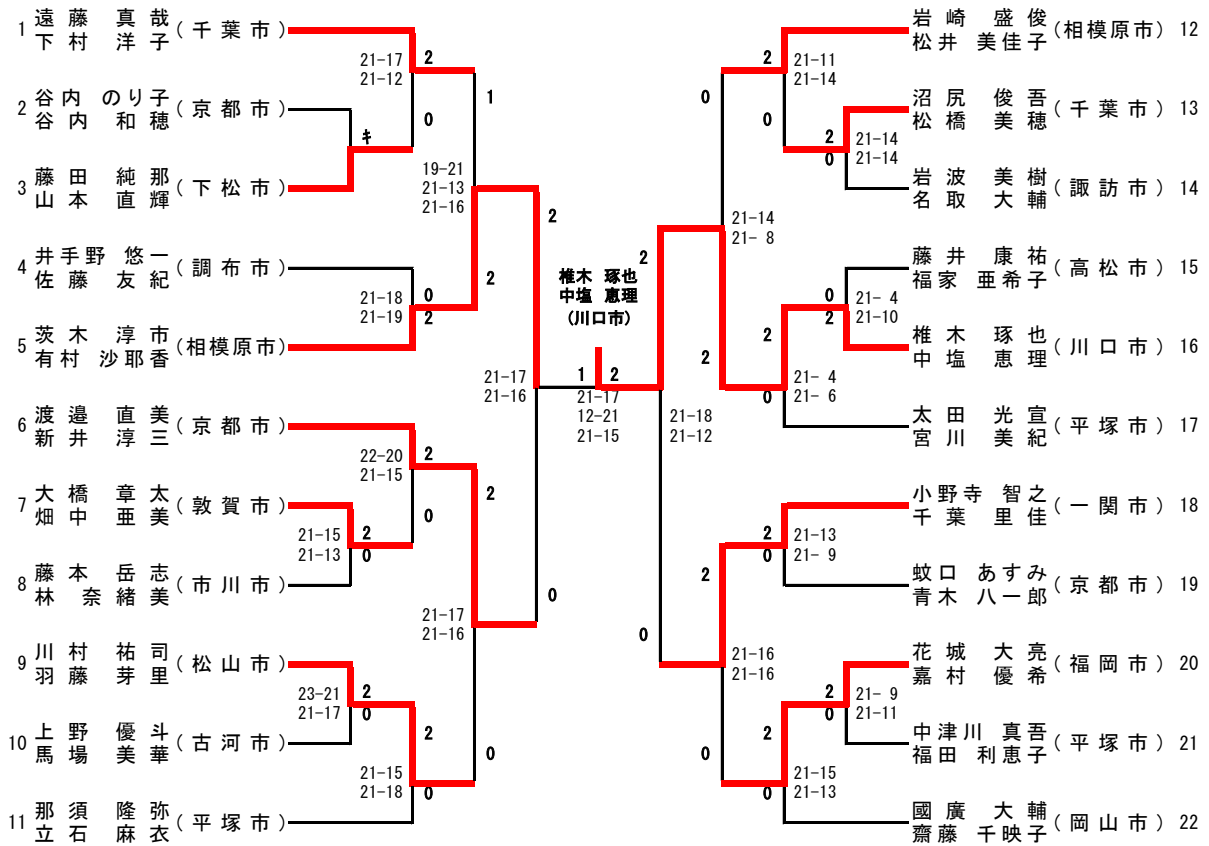 1 遠藤 真哉 (千葉市)
下村 洋子
2 谷内 のり子 (京都市)
谷内 和穂
3 藤田 純那 (下松市)
山本 直輝
4 井手野 悠一 (調布市)
佐藤 友紀
5 茨木 淳市 (相模原市)
有村 沙耶香
6 渡邉 直美 (京都市)
新井 淳三
7 大橋 章太 (敦賀市)
畑中 亜美
8 藤本 岳志 (市川市)
林 奈緒美
9 川村 祐司 (松山市)
羽藤 芽里
10 上野 優斗 (古河市)
馬場 美華
11 那須 隆弥 (平塚市)
立石 麻衣
21-17 2
21-12
0
キ
1
19-21
21-13
21-16
2
21-18 0
21-19 2
2
22-20 2
21-15
0
21-15 2
21-13 0
2
21-17
21-16
0
23-21 2
21-17 0
2
21-15
21-18 0
0
21-17
21-16
椎木 琢也
中塩 恵理
(川口市)
1 2
21-17
12-21
21-15
2
21-18
21-12
0
岩崎 盛俊 (相模原市) 12
松井 美佳子
沼尻 俊吾 (千葉市) 13
松橋 美穂
岩波 美樹 (諏訪市) 14
名取 大輔
藤井 康祐 (高松市) 15
福家 亜希子
椎木 琢也 (川口市) 16
中塩 恵理
太田 光宣 (平塚市) 17
宮川 美紀
小野寺 智之 (一関市) 18
千葉 里佳
蚊口 あすみ (京都市) 19
青木 八一郎
花城 大亮 (福岡市) 20
嘉村 優希
中津川 真吾 (平塚市) 21
福田 利恵子
國廣 大輔 (岡山市) 22
齋藤 千映子
2 21-11
21-14
0
0
2 21-14
0 21-14
21-14
21- 8
2
0 21- 4
2 21-10
2
21- 4
0 21- 6
2 21-13
0 21- 9
2
21-16
21-16
0
2 21- 9
0 21-11
2
21-15
0 21-13